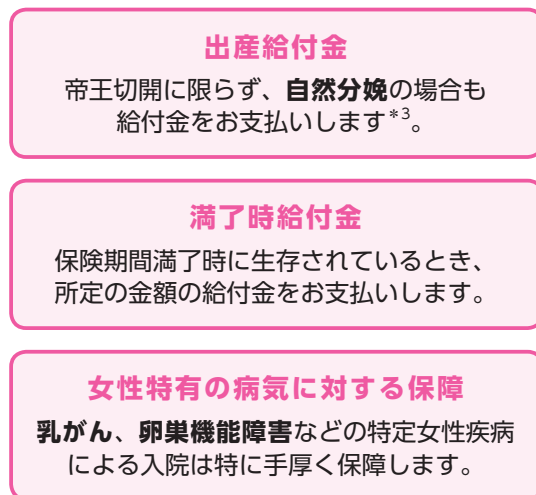 出産給付金
帝王切開に限らず、自然分娩の場合も
給付金をお支払いします*3。
満了時給付金
保険期間満了時に生存されているとき、
所定の金額の給付金をお支払いします。
女性特有の病気に対する保障
乳がん、卵巣機能障害などの特定女性疾病
による入院は特に手厚く保障します。